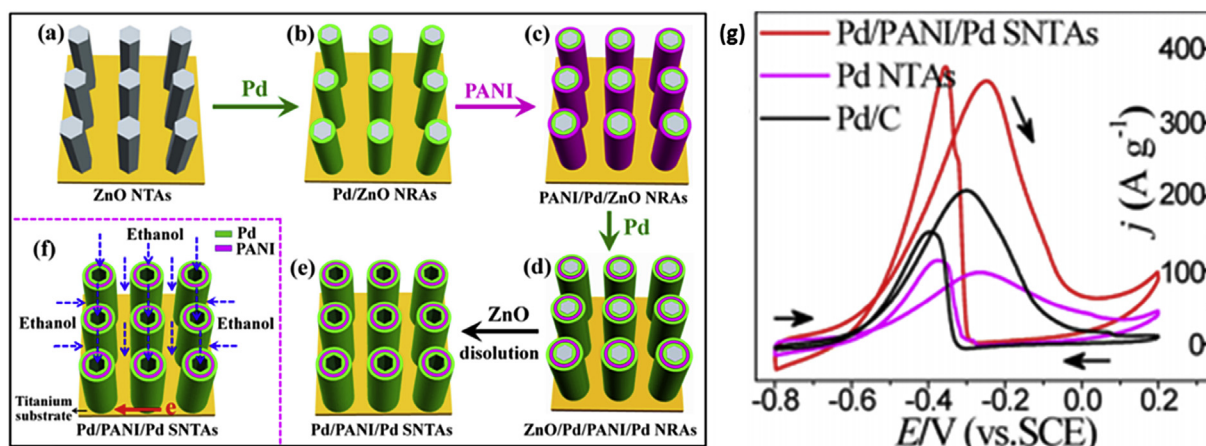 (a)
(b)
(c)
Pd
PANI
ZnO NTAs
Pd/ZnO NRAs
PANI/Pd/ZnO NRAs
Pd
(f)
Ethanol
Pd
PANI
(e)
(d)
Ethanol
Ethanol
ZnO
disolution
Titanium
substrate
e
Pd/PANI/Pd SNTAs
Pd/PANI/Pd SNTAs
ZnO/Pd/PANI/Pd NRAs
(g)
Pd/PANI/Pd SNTAs
Pd NTAs
Pd/C
400
300
200
100
0
j (A g⁻¹)
-0.8
-0.6
-0.4
-0.2
0.0
0.2
E/V (vs.SCE)